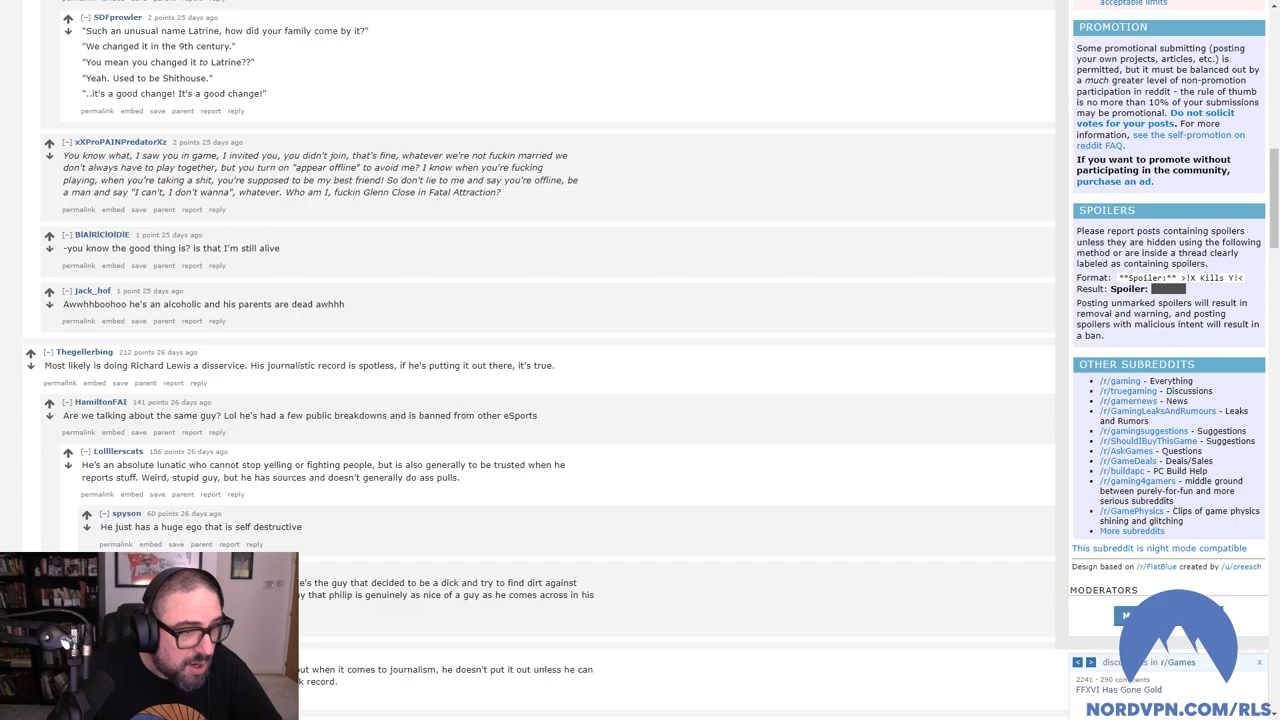 acceptable limits
[–] SDFprowler 2 points 25 days ago
"Such an unusual name Latrine, how did your family come by it?"
"We changed it in the 9th century."
"You mean you changed it to Latrine??"
"Yeah. Used to be Shithouse."
"..it's a good change! It's a good change!"
permalink embed save parent report reply
[–] xXProPAINPredatorXz 2 points 25 days ago
You know what, I saw you in game, I invited you, you didn't join, that's fine, whatever we're not fuckin married we
don't always have to play together, but you turn on "appear offline" to avoid me? I know when you're fucking
playing, when you're taking a shit, you're supposed to be my best friend! So don't lie to me and say you're offline, be
a man and say "I can't, I don't wanna", whatever. Who am I, fuckin Glenn Close in Fatal Attraction?
permalink embed save parent report reply
1 point 25 days ago
-you know the good thing is? is that I'm still alive
permalink embed save parent report reply
[–] jack_hof 1 point 25 days ago
Awwhhboohoo he's an alcoholic and his parents are dead awhhh
permalink embed save parent report reply
[–] Thegellerbing 212 points 26 days ago
Most likely is doing Richard Lewis a disservice. His journalistic record is spotless, if he's putting it out there, it's true.
permalink embed save parent report reply
[–] HamiltonFAI 141 points 26 days ago
Are we talking about the same guy? Lol he's had a few public breakdowns and is banned from other eSports
permalink embed save parent report reply
156 points 26 days ago
He's an absolute lunatic who cannot stop yelling or fighting people, but is also generally to be trusted when he
reports stuff. Weird, stupid guy, but he has sources and doesn't generally do ass pulls.
permalink embed save parent report reply
[–] spyson 60 points 26 days ago
He just has a huge ego that is self destructive
permalink embed save parent report reply
's the guy that decided to be a dick and try to find dirt against
y that philip is genuinely as nice of a guy as he comes across in his
ut when it comes to journalism, he doesn't put it out unless he can
k record.
PROMOTION
Some promotional submitting (posting
your own projects, articles, etc.) is
permitted, but it must be balanced out by
a much greater level of non-promotion
participation in reddit - the rule of thumb
is no more than 10% of your submissions
may be promotional. Do not solicit
votes for your posts. For more
information, see the self-promotion on
reddit FAQ.
If you want to promote without
participating in the community,
purchase an ad.
SPOILERS
Please report posts containing spoilers
unless they are hidden using the following
method or are inside a thread clearly
labeled as containing spoilers.
Format: **Spoiler:** >!X Kills Y!<
Result: Spoiler:
Posting unmarked spoilers will result in
removal and warning, and posting
spoilers with malicious intent will result in
a ban.
OTHER SUBREDDITS
/r/gaming - Everything
/r/truegaming - Discussions
/r/gamernews - News
/r/GamingLeaksAndRumours - Leaks
and Rumors
/r/gamingsuggestions - Suggestions
/r/ShouldIBuyThisGame - Suggestions
/r/AskGames - Questions
/r/GameDeals - Deals/Sales
/r/buildapc - PC Build Help
/r/gaming4gamers - middle ground
between purely-for-fun and more
serious subreddits
/r/GamePhysics - Clips of game physics
shining and glitching
More subreddits
This subreddit is night mode compatible
Design based on /r/FlatBlue created by /u/creesch
MODERATORS
< > disc in r/Games x
2241 · 290 comments
FFXVI Has Gone Gold
NORDVPN.COM/RLS